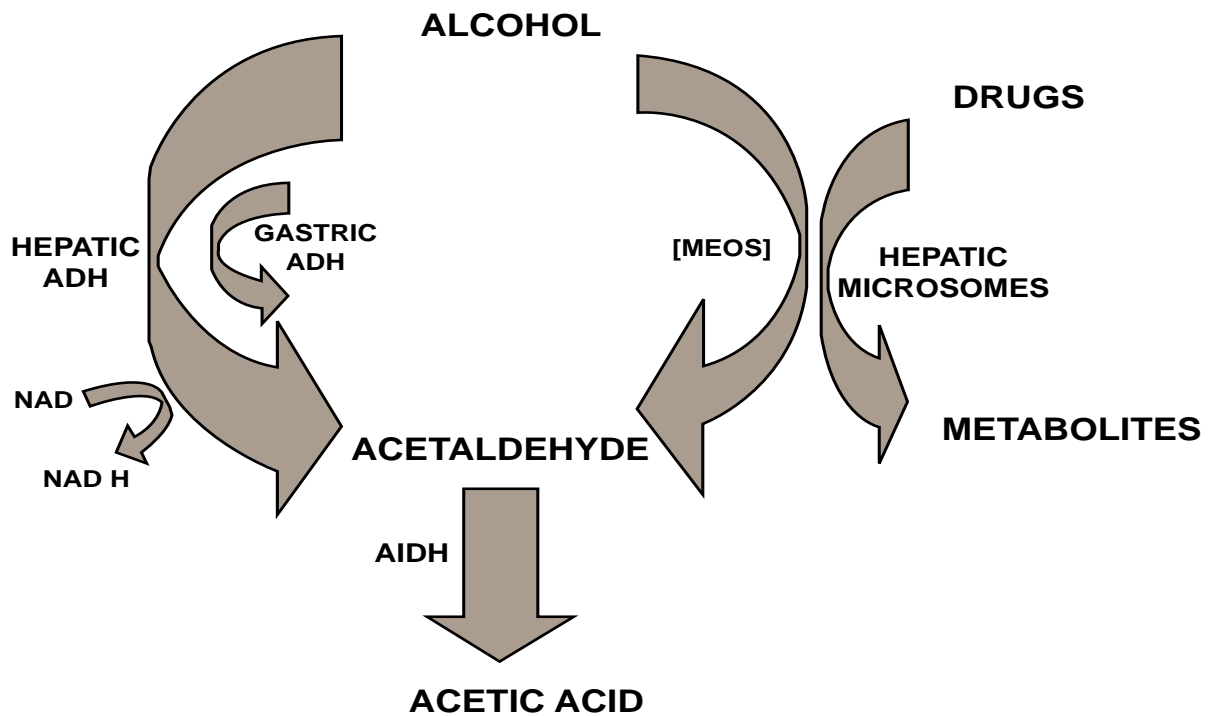 ALCOHOL
DRUGS
HEPATIC
ADH
GASTRIC
ADH
[MEOS]
HEPATIC
MICROSOMES
NAD
NAD H
ACETALDEHYDE
METABOLITES
AIDH
ACETIC ACID